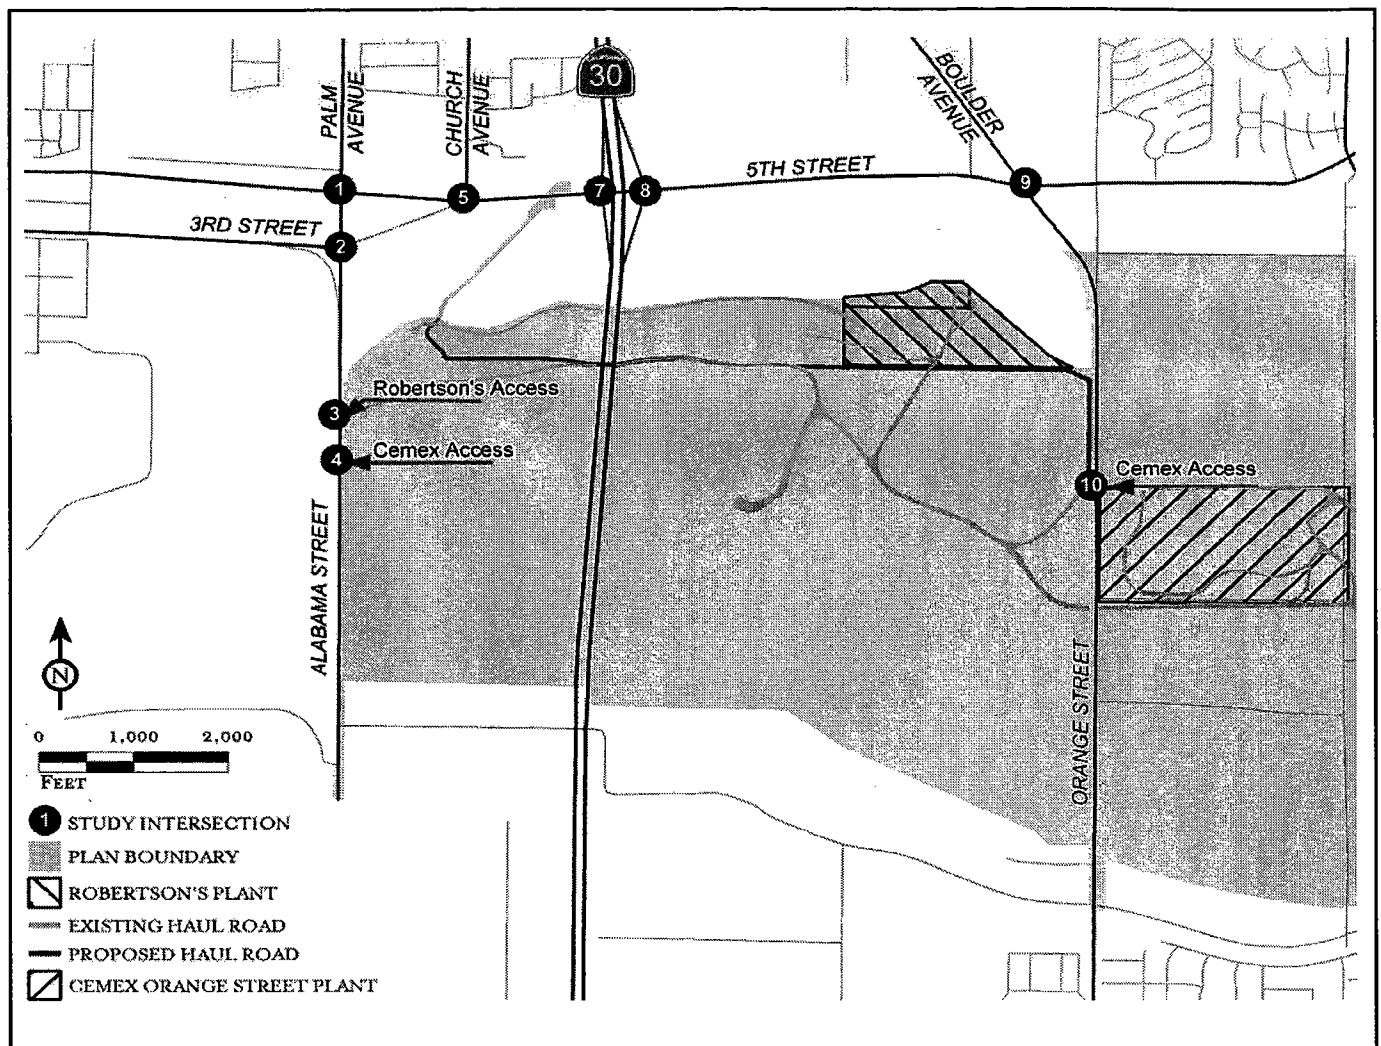 PALM
AVENUE
CHURCH
AVENUE
30
BOULDER
AVENUE
5TH STREET
1
5
7
8
9
3RD STREET
2
Robertson's Access
3
Cemex Access
4
Cemex Access
10
ALABAMA STREET
ORANGE STREET
N
0 1,000 2,000
FEET
1 STUDY INTERSECTION
PLAN BOUNDARY
ROBERTSON'S PLANT
EXISTING HAUL ROAD
PROPOSED HAUL ROAD
CEMEX ORANGE STREET PLANT